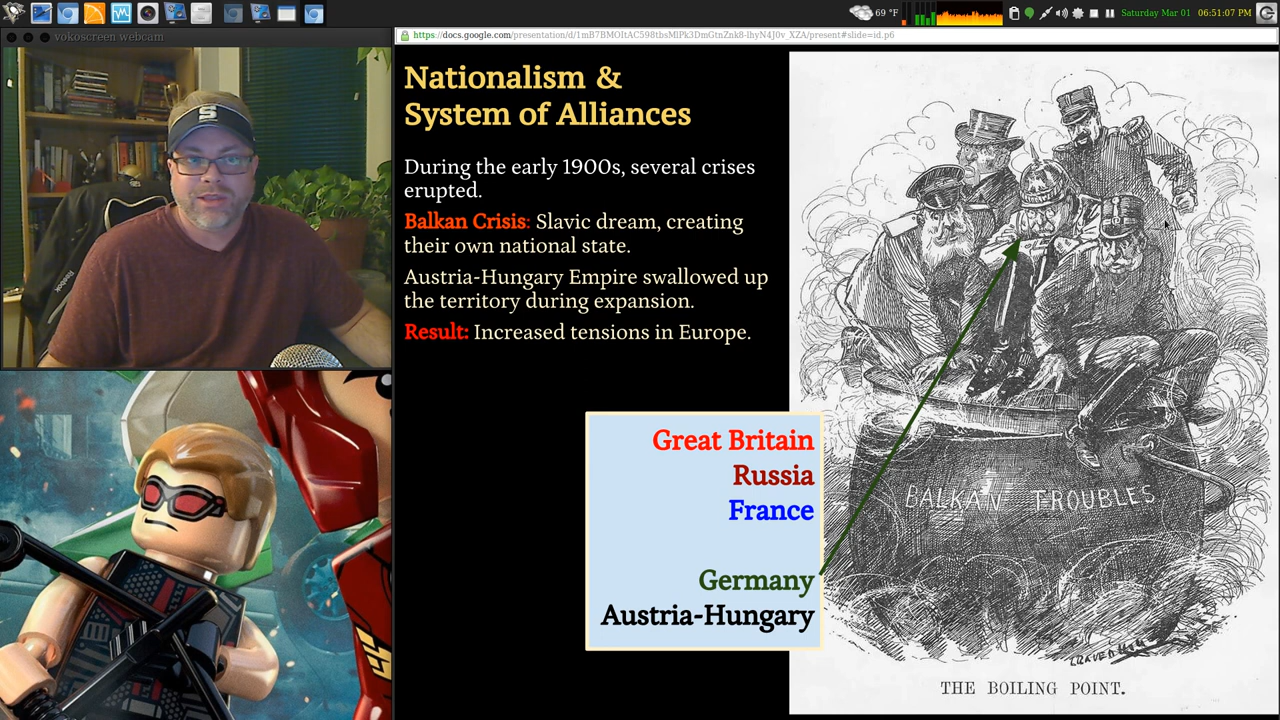 69 °F
Saturday Mar 01
06:51:07 PM
vokoscreen webcam
S
Reebok
Nationalism &
System of Alliances
During the early 1900s, several crises
erupted.
Balkan Crisis: Slavic dream, creating
their own national state.
Austria-Hungary Empire swallowed up
the territory during expansion.
Result: Increased tensions in Europe.
Great Britain
Russia
France
Germany
Austria-Hungary
BALKAN TROUBLES
THE BOILING POINT.